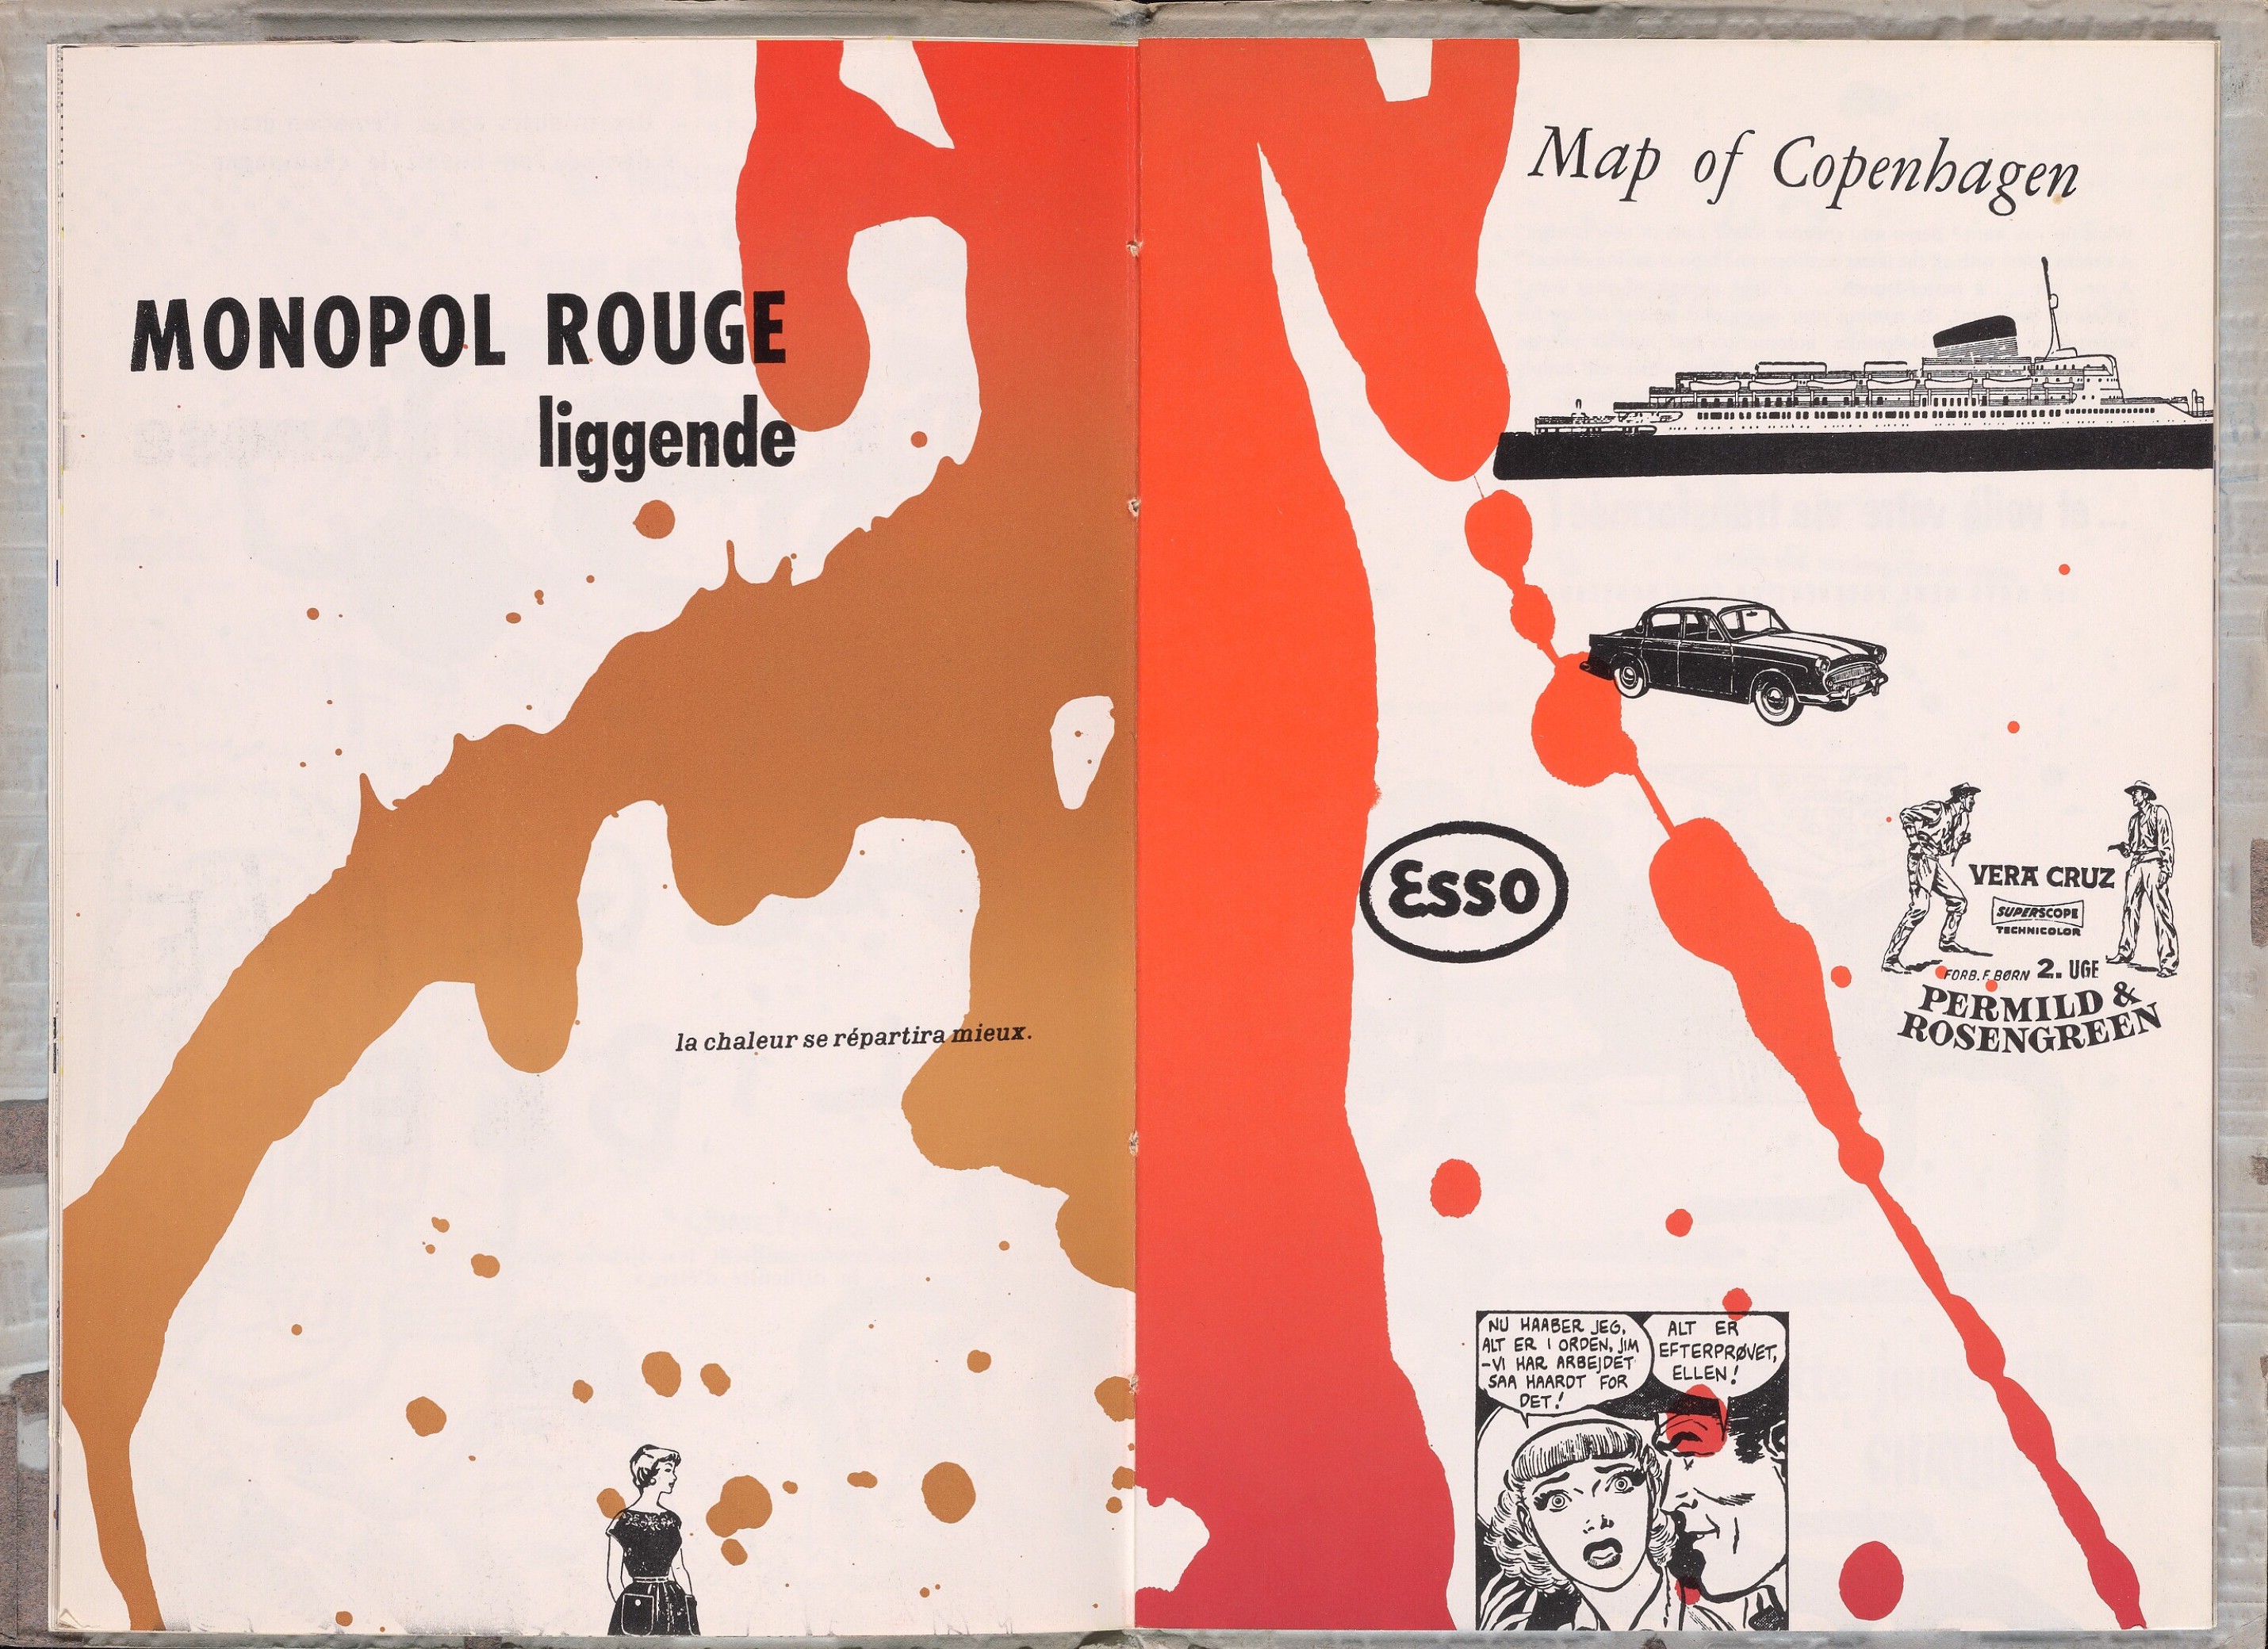 MONOPOL ROUGE
liggende
la chaleur se répartira mieux.
Map of Copenhagen
Esso
VERA CRUZ
SUPERSCOPE
TECHNICOLOR
FORB. F. BØRN 2. UGE
PERMILD &
ROSENGREEN
NU HAABER JEG,
ALT ER I ORDEN, JIM
-VI HAR ARBEJDET
SAA HAARDT FOR
DET!
ALT ER
EFTERPRØVET,
ELLEN!